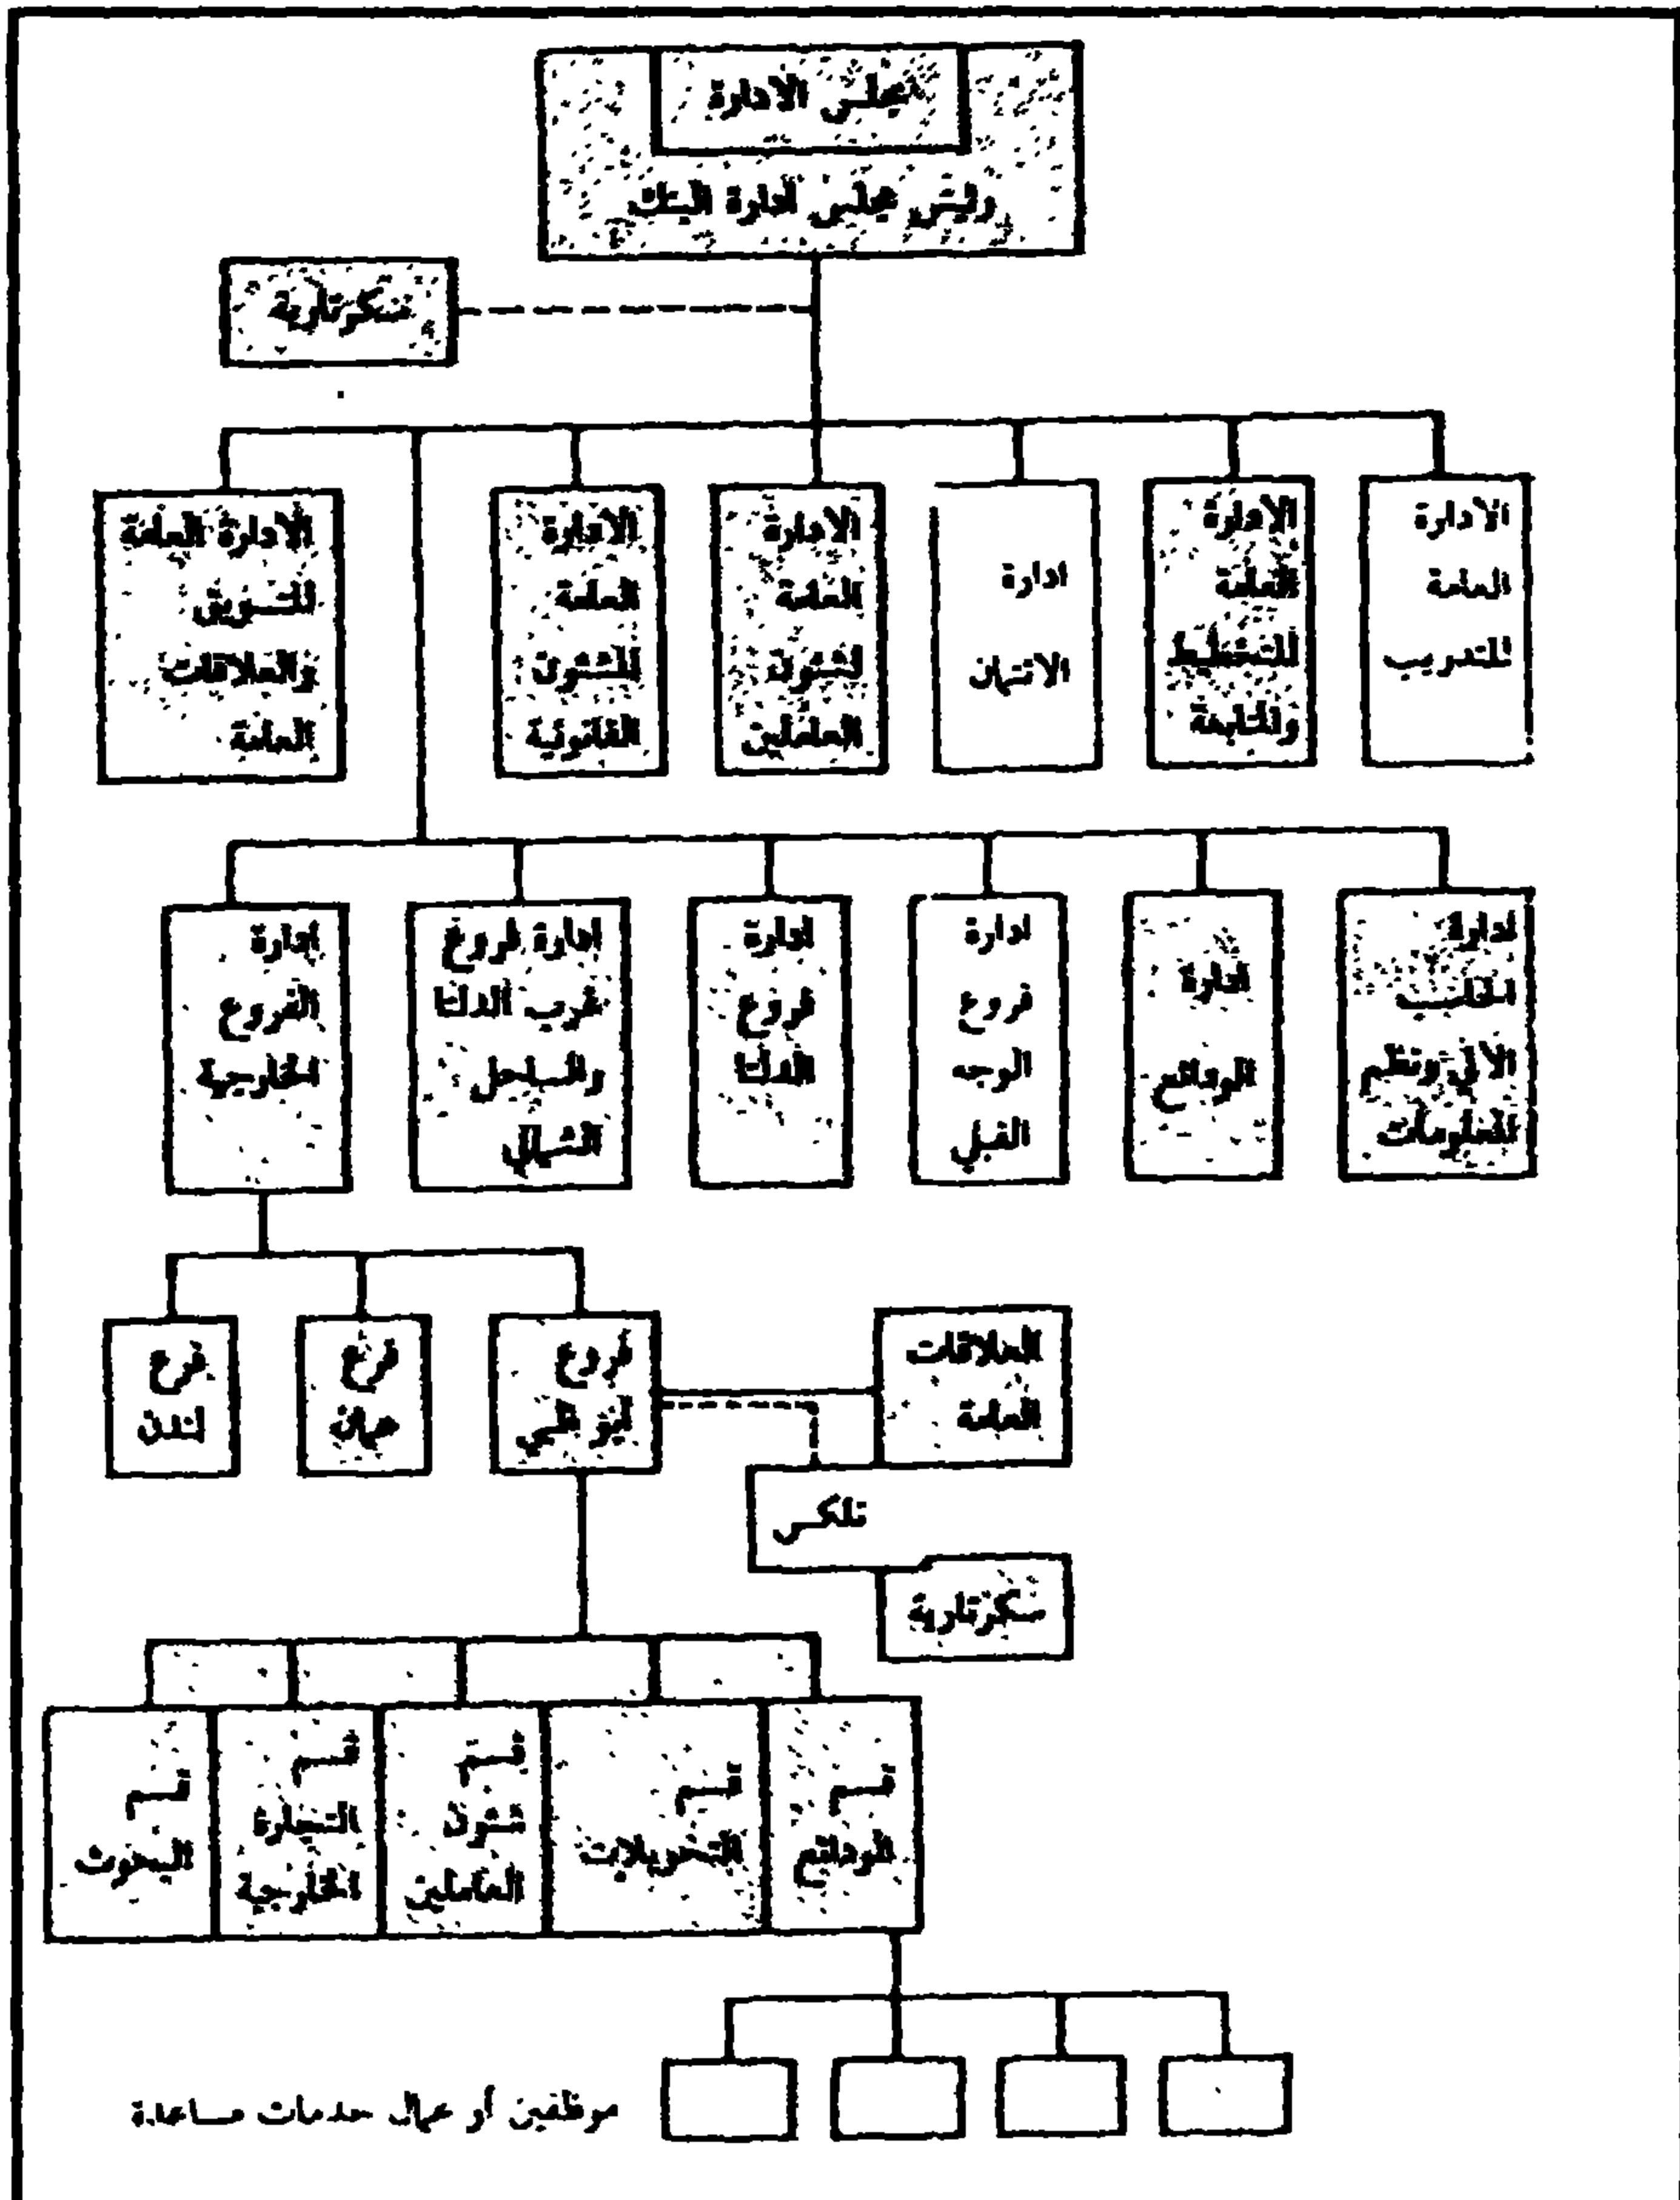 مجلس الادارة
رئيس مجلس ادارة البنك
سكرتارية
الادارة
العامة
للتدريب
الادارة
العامة
للتخطيط
والمتابعة
ادارة
الائتمان
الادارة
العامة
لشئون
العاملين
الادارة
العامة
للشئون
القانونية
الادارة العامة
للتسويق
والعلاقات
العامة
ادارة
الحاسب
الآلي ونظم
المعلومات
ادارة
الودائع
ادارة
فروع
الوجه
القبلي
ادارة
فروع
الدلتا
ادارة فروع
غرب الدلتا
والساحل
الشمالي
ادارة
الفروع
الخارجية
العلاقات
العامة
فروع
ابو ظبي
فرع
عمان
فرع
لندن
تلكس
سكرتارية
قسم
الودائع
قسم
التحويلات
قسم
شئون
العاملين
قسم
التجارة
الخارجية
قسم
البحوث
موظفين أو عمال خدمات مساعدة